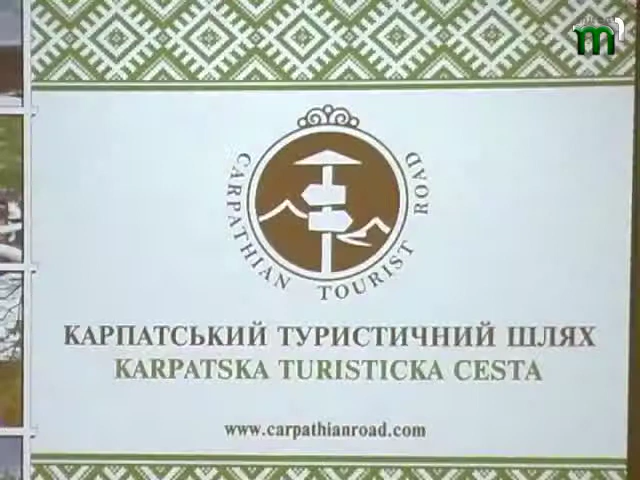 CARPATHIAN TOURIST ROAD
КАРПАТСЬКИЙ ТУРИСТИЧНИЙ ШЛЯХ
KARPATSKA TURISTICKA CESTA
www.carpathianroad.com